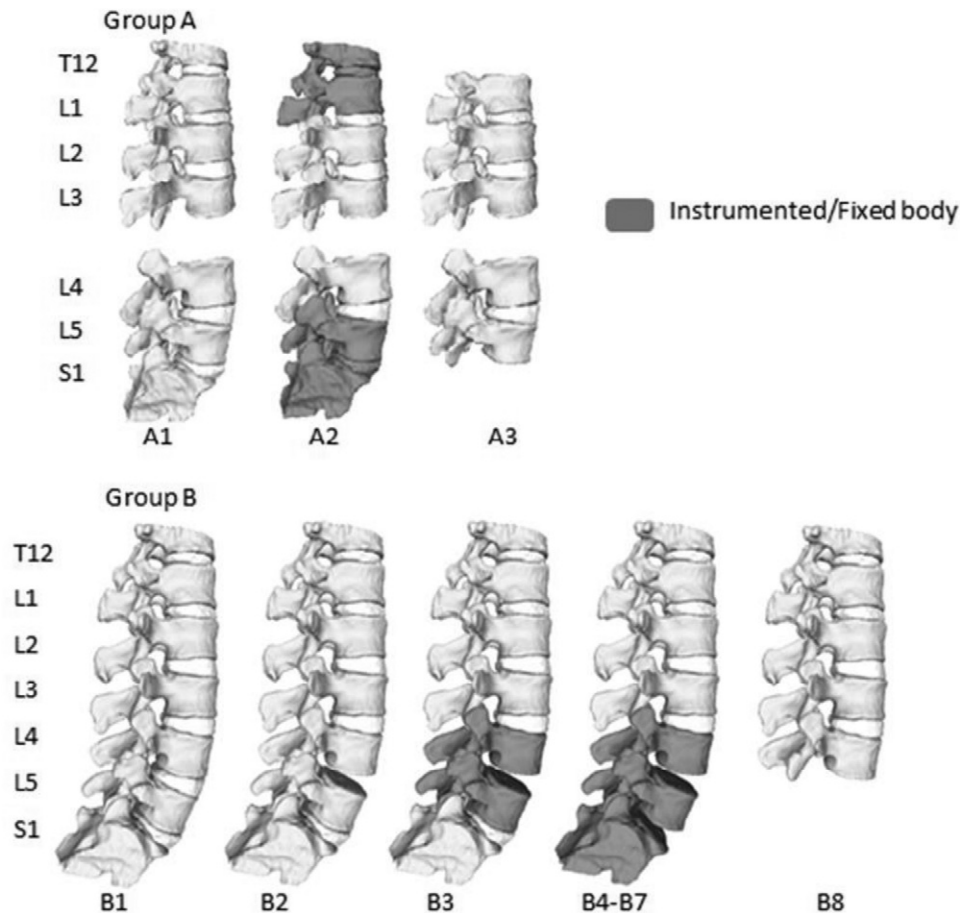 Group A
T12
L1
L2
L3
Instrumented/Fixed body
L4
L5
S1
A1 A2 A3
Group B
T12
L1
L2
L3
L4
L5
S1
B1 B2 B3 B4-B7 B8